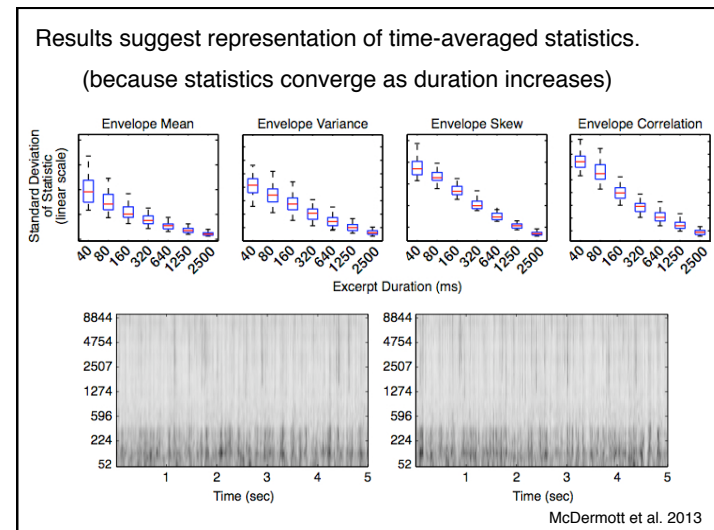 Results suggest representation of time-averaged statistics.
(because statistics converge as duration increases)
Envelope Mean
Envelope Variance
Envelope Skew
Envelope Correlation
Standard Deviation
of Statistic
(linear scale)
40 80 160 320 640 1250 2500
40 80 160 320 640 1250 2500
40 80 160 320 640 1250 2500
40 80 160 320 640 1250 2500
Excerpt Duration (ms)
8844
4754
2507
1274
596
224
52
1 2 3 4 5
Time (sec)
8844
4754
2507
1274
596
224
52
1 2 3 4 5
Time (sec)
McDermott et al. 2013